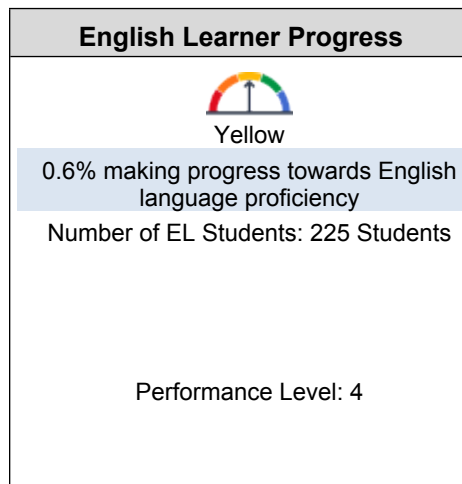 English Learner Progress
Yellow
0.6% making progress towards English
language proficiency
Number of EL Students: 225 Students
Performance Level: 4